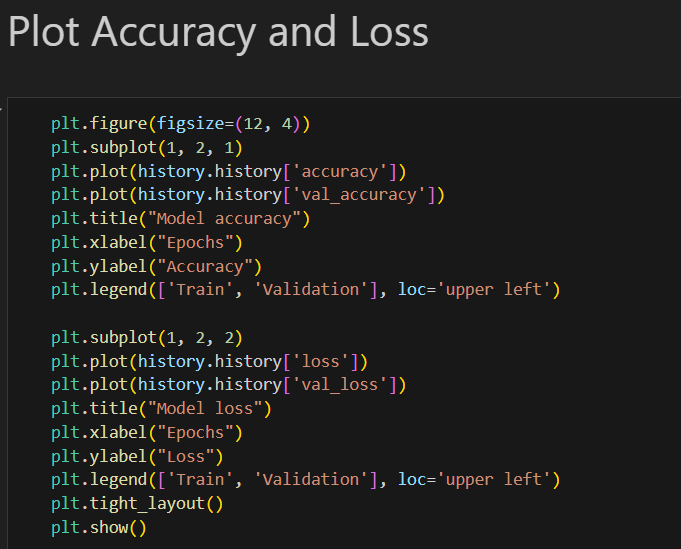 Plot Accuracy and Loss
plt.figure(figsize=(12, 4))
plt.subplot(1, 2, 1)
plt.plot(history.history['accuracy'])
plt.plot(history.history['val_accuracy'])
plt.title("Model accuracy")
plt.xlabel("Epochs")
plt.ylabel("Accuracy")
plt.legend(['Train', 'Validation'], loc='upper left')

plt.subplot(1, 2, 2)
plt.plot(history.history['loss'])
plt.plot(history.history['val_loss'])
plt.title("Model loss")
plt.xlabel("Epochs")
plt.ylabel("Loss")
plt.legend(['Train', 'Validation'], loc='upper left')
plt.tight_layout()
plt.show()